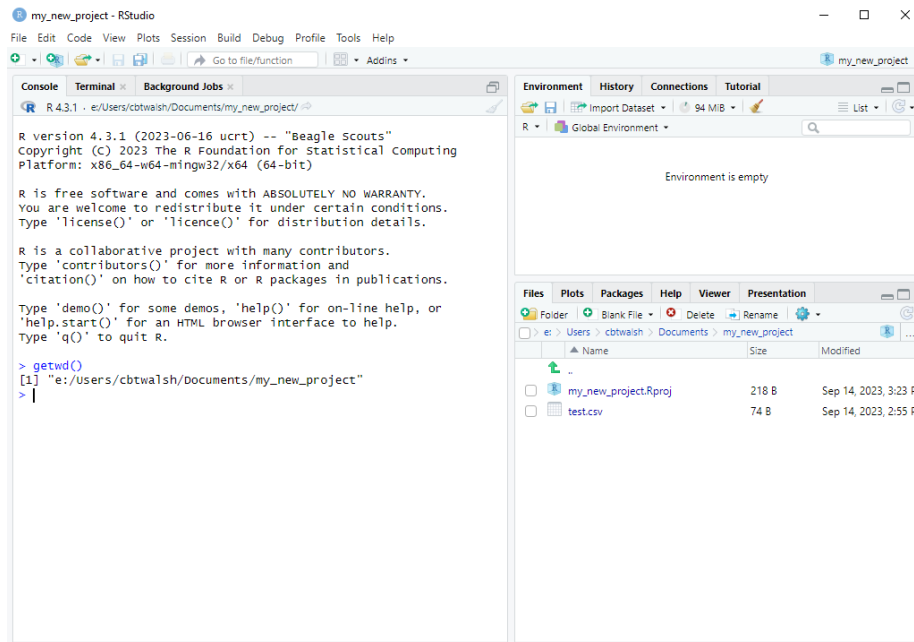 my_new_project - RStudio
File Edit Code View Plots Session Build Debug Profile Tools Help
Go to file/function Addins my_new_project
Console Terminal Background Jobs
R 4.3.1 · e:/Users/cbtwalsh/Documents/my_new_project/
R version 4.3.1 (2023-06-16 ucrt) -- "Beagle Scouts"
Copyright (C) 2023 The R Foundation for Statistical Computing
Platform: x86_64-w64-mingw32/x64 (64-bit)
R is free software and comes with ABSOLUTELY NO WARRANTY.
You are welcome to redistribute it under certain conditions.
Type 'license()' or 'licence()' for distribution details.
R is a collaborative project with many contributors.
Type 'contributors()' for more information and
'citation()' on how to cite R or R packages in publications.
Type 'demo()' for some demos, 'help()' for on-line help, or
'help.start()' for an HTML browser interface to help.
Type 'q()' to quit R.
> getwd()
[1] "e:/Users/cbtwalsh/Documents/my_new_project"
>
Environment History Connections Tutorial
Import Dataset 94 MiB List
R Global Environment
Environment is empty
Files Plots Packages Help Viewer Presentation
Folder Blank File Delete Rename
e: > Users > cbtwalsh > Documents > my_new_project
Name Size Modified
..
my_new_project.Rproj 218 B Sep 14, 2023, 3:23 P
test.csv 74 B Sep 14, 2023, 2:55 P